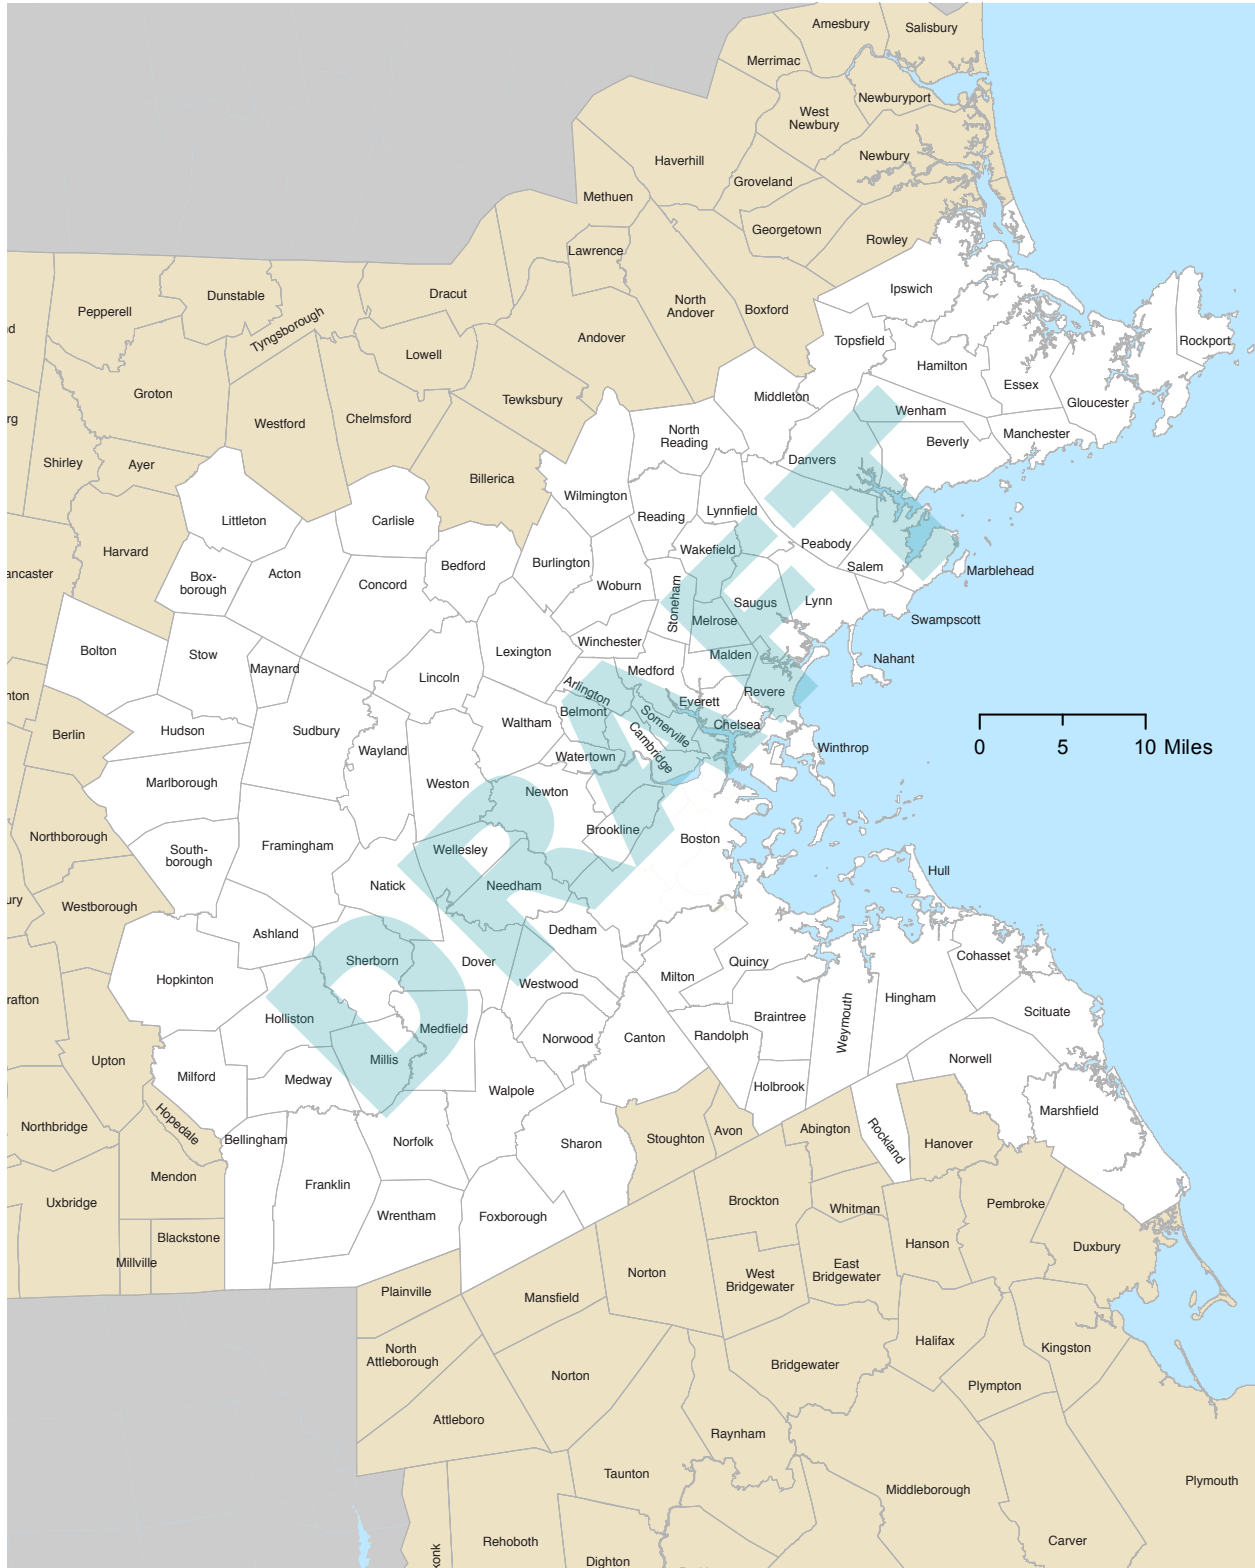 Amesbury
Salisbury
Merrimac
Newburyport
West
Newbury
Newbury
Haverhill
Groveland
Methuen
Georgetown
Rowley
Lawrence
Ipswich
Dunstable
Dracut
North
Andover
Boxford
Pepperell
Tyngsborough
Andover
Topsfield
Rockport
Lowell
Hamilton
Essex
Groton
Tewksbury
Middleton
Gloucester
Westford
Chelmsford
Wenham
North
Reading
Manchester
Beverly
Shirley
Ayer
Danvers
Billerica
Wilmington
Littleton
Carlisle
Reading
Lynnfield
Harvard
Wakefield
Peabody
Box-
borough
Acton
Concord
Bedford
Burlington
Woburn
Stoneham
Salem
Marblehead
Saugus
Lynn
Melrose
Swampscott
Bolton
Stow
Maynard
Lexington
Winchester
Malden
Nahant
Lincoln
Medford
Arlington
Everett
Revere
Berlin
Hudson
Sudbury
Wayland
Waltham
Belmont
Somerville
Chelsea
Cambridge
Watertown
Winthrop
0 5 10 Miles
Marlborough
Weston
Newton
Northborough
South-
borough
Framingham
Wellesley
Brookline
Boston
Natick
Needham
Hull
Westborough
Ashland
Dedham
Sherborn
Dover
Quincy
Cohasset
Hopkinton
Westwood
Milton
Hingham
Weymouth
Holliston
Medfield
Norwood
Canton
Randolph
Braintree
Scituate
Upton
Milford
Medway
Millis
Walpole
Holbrook
Norwell
Northbridge
Hopedale
Bellingham
Norfolk
Sharon
Stoughton
Avon
Abington
Rockland
Hanover
Marshfield
Mendon
Franklin
Uxbridge
Wrentham
Foxborough
Brockton
Whitman
Pembroke
Blackstone
Millville
Hanson
Duxbury
Norton
West
Bridgewater
East
Bridgewater
Plainville
Mansfield
North
Attleborough
Halifax
Kingston
Norton
Bridgewater
Plympton
Attleboro
Raynham
Taunton
Middleborough
Plymouth
Rehoboth
Carver
Dighton
DRAFT